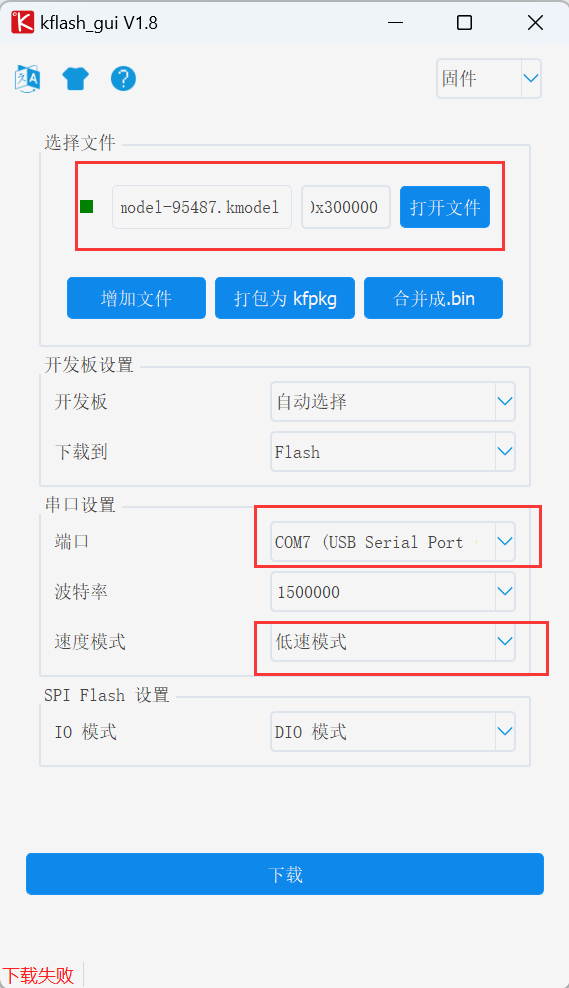 kflash_gui V1.8
固件
选择文件
model-95487.kmodel 0x300000 打开文件
增加文件 打包为 kfpkg 合并成.bin
开发板设置
开发板 自动选择
下载到 Flash
串口设置
端口 COM7 (USB Serial Port
波特率 1500000
速度模式 低速模式
SPI Flash 设置
IO 模式 DIO 模式
下载
下载失败